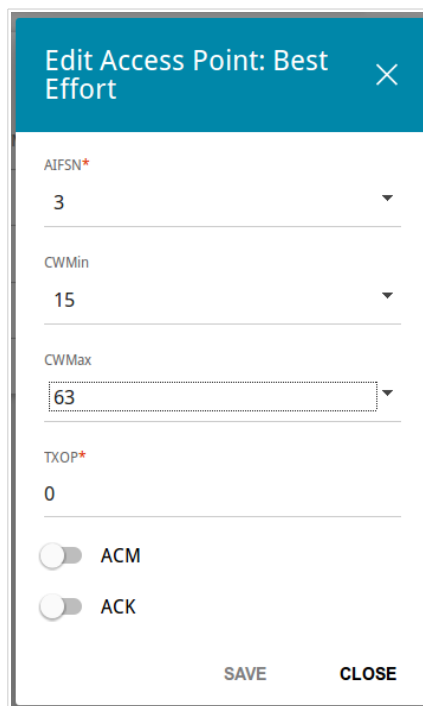 Edit Access Point: Best
Effort
AIFSN*
3
CWMin
15
CWMax
63
TXOP*
0
ACM
ACK
SAVE CLOSE